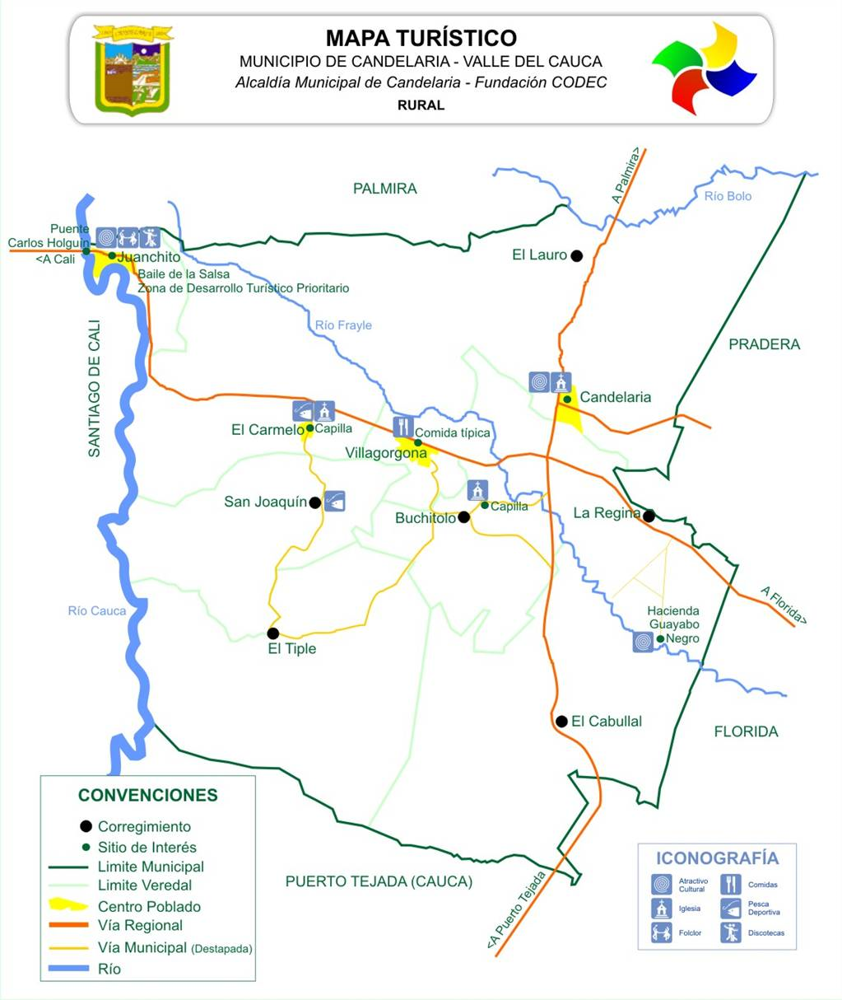 MAPA TURÍSTICO
MUNICIPIO DE CANDELARIA - VALLE DEL CAUCA
Alcaldía Municipal de Candelaria - Fundación CODEC
RURAL
A Palmira>
PALMIRA
Río Bolo
Puente
Carlos Holguin
<A Cali
Juanchito
Baile de la Salsa
Zona de Desarrollo Turístico Prioritario
El Lauro
Río Frayle
SANTIAGO DE CALI
PRADERA
Candelaria
El Carmelo
Capilla
Comida típica
Villagorgona
San Joaquín
Buchitolo
Capilla
La Regina
Río Cauca
A Florida>
Hacienda
Guayabo
Negro
El Tiple
El Cabullal
FLORIDA
PUERTO TEJADA (CAUCA)
<A Puerto Tejada
CONVENCIONES
Corregimiento
Sitio de Interés
Limite Municipal
Limite Veredal
Centro Poblado
Vía Regional
Vía Municipal (Destapada)
Río
ICONOGRAFÍA
Atractivo
Cultural
Comidas
Iglesia
Pesca
Deportiva
Folclor
Discotecas